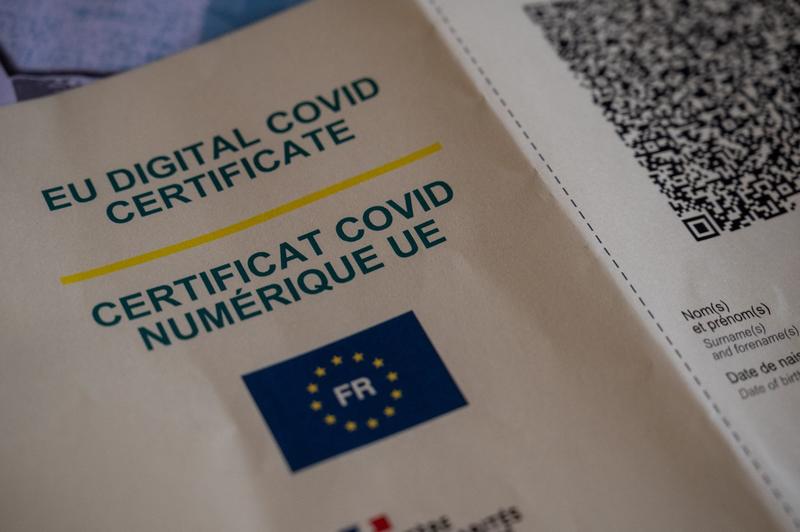 EU DIGITAL COVID
CERTIFICATE
CERTIFICAT COVID
NUMÉRIQUE UE
FR
Nom(s)
et prénom(s)
Surname(s)
and forename(s)
Date de nais
Date of birth